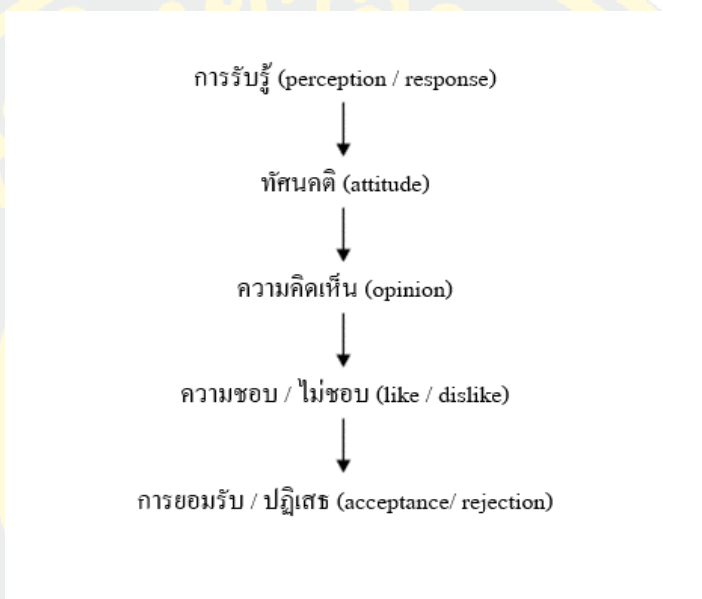 การรับรู้ (perception / response)
ทัศนคติ (attitude)
ความคิดเห็น (opinion)
ความชอบ / ไม่ชอบ (like / dislike)
การยอมรับ / ปฏิเสธ (acceptance/ rejection)